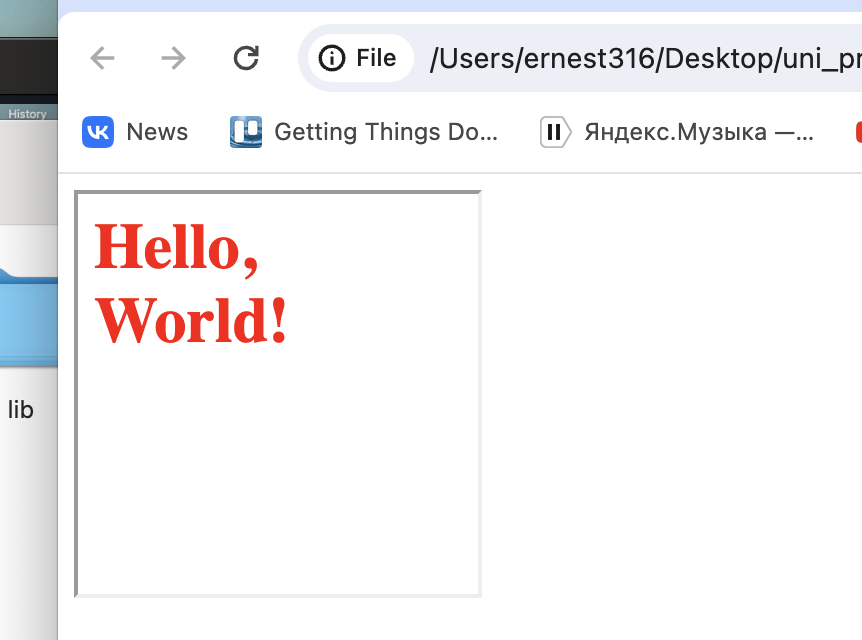 File /Users/ernest316/Desktop/uni_pr
History
News Getting Things Do... Яндекс.Музыка —...
Hello,
World!
lib